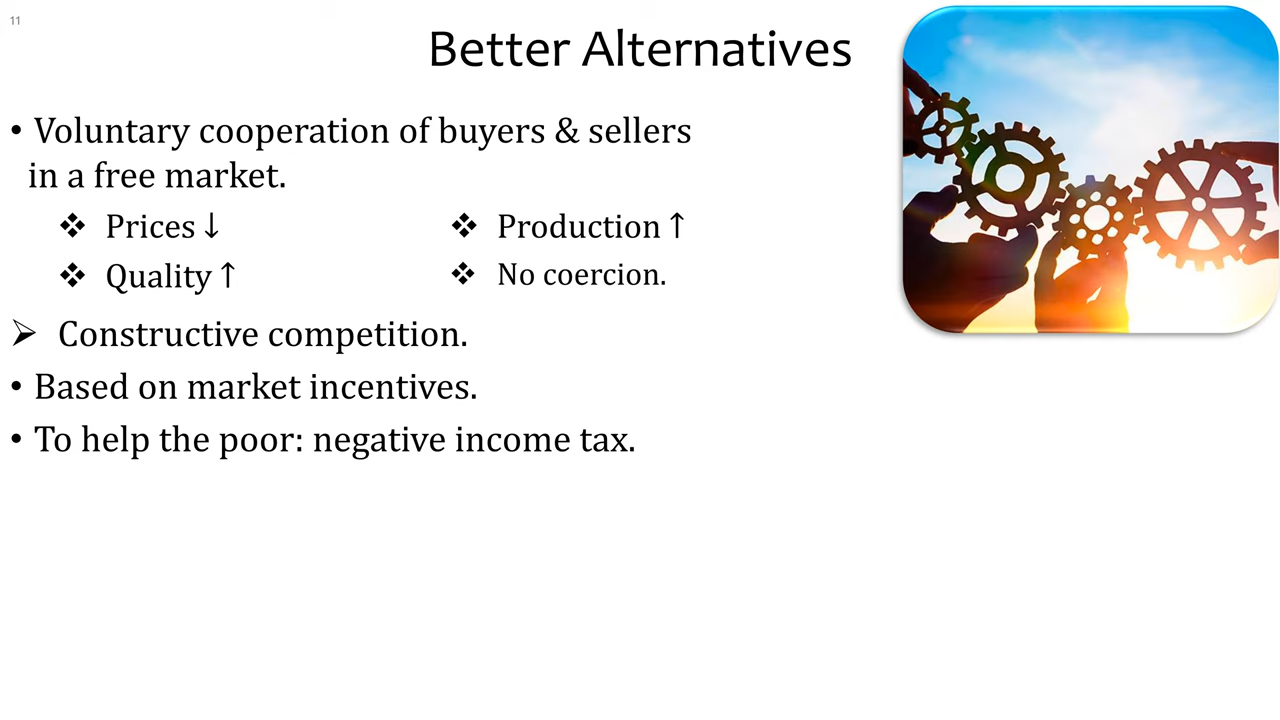 11
Better Alternatives
• Voluntary cooperation of buyers & sellers
in a free market.
❖ Prices ↓
❖ Production ↑
❖ Quality ↑
❖ No coercion.
➢ Constructive competition.
• Based on market incentives.
• To help the poor: negative income tax.